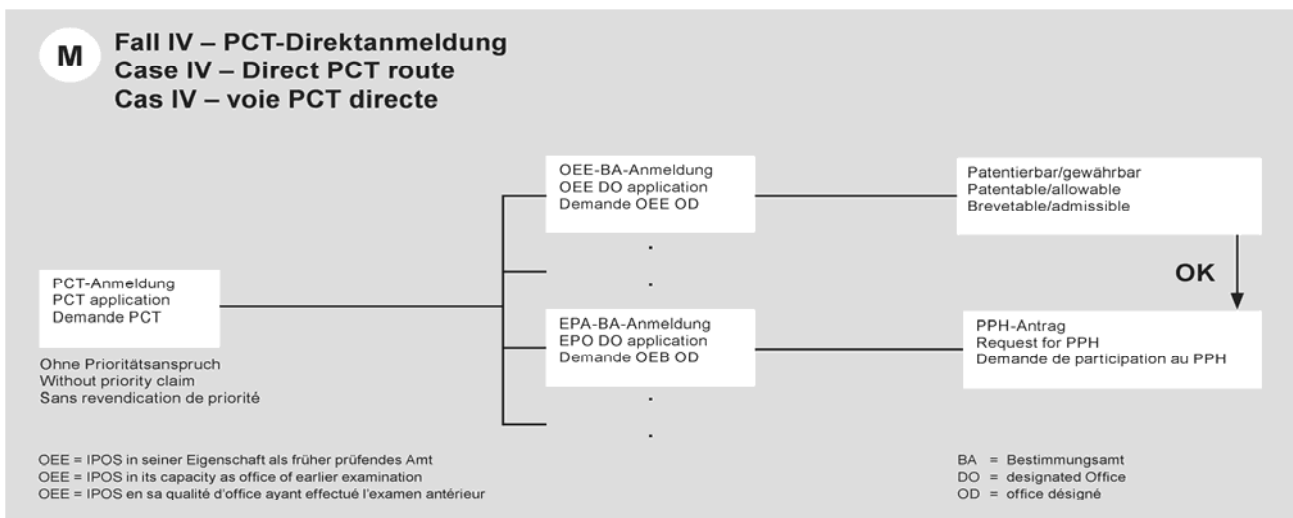 M
Fall IV – PCT-Direktanmeldung
Case IV – Direct PCT route
Cas IV – voie PCT directe
OEE-BA-Anmeldung
OEE DO application
Demande OEE OD
Patentierbar/gewährbar
Patentable/allowable
Brevetable/admissible
OK
PCT-Anmeldung
PCT application
Demande PCT
EPA-BA-Anmeldung
EPO DO application
Demande OEB OD
PPH-Antrag
Request for PPH
Demande de participation au PPH
Ohne Prioritätsanspruch
Without priority claim
Sans revendication de priorité
OEE = IPOS in seiner Eigenschaft als früher prüfendes Amt
OEE = IPOS in its capacity as office of earlier examination
OEE = IPOS en sa qualité d'office ayant effectué l'examen antérieur
BA = Bestimmungsamt
DO = designated Office
OD = office désigné